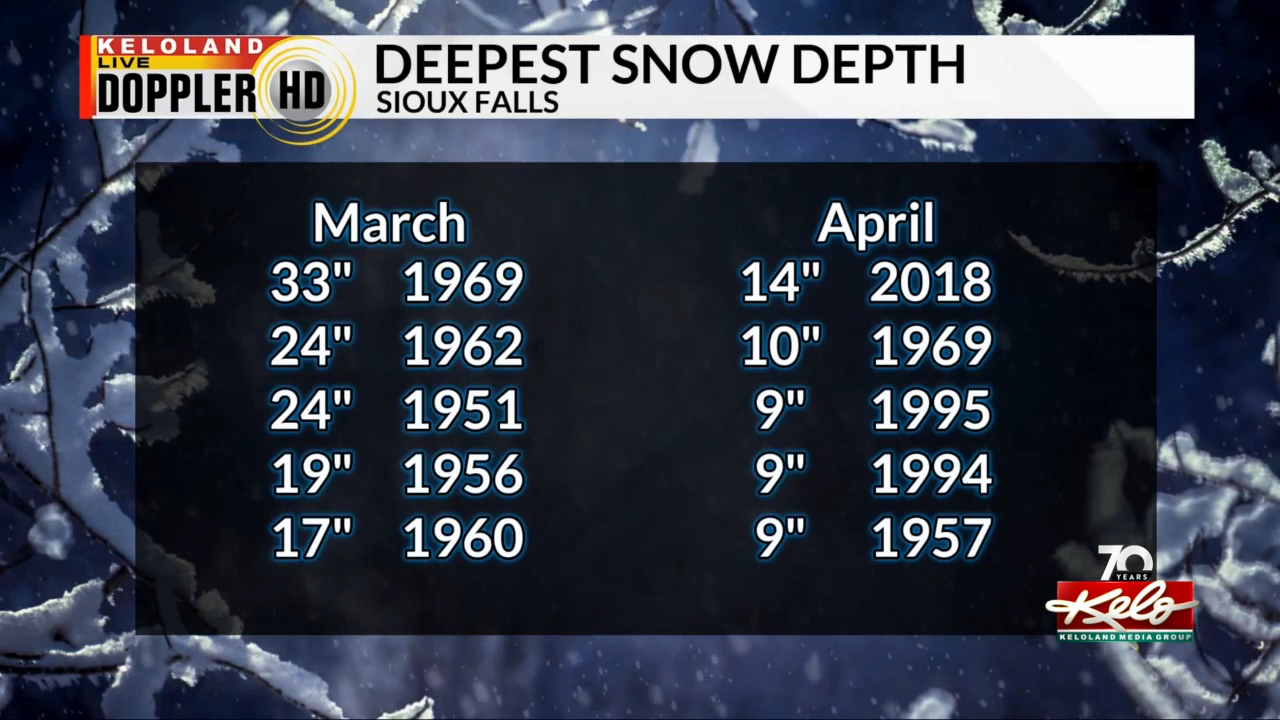 KELOLAND
LIVE
DOPPLER HD
DEEPEST SNOW DEPTH
SIOUX FALLS
March
33" 1969
24" 1962
24" 1951
19" 1956
17" 1960
April
14" 2018
10" 1969
9" 1995
9" 1994
9" 1957
70
YEARS
Kelo
KELOLAND MEDIA GROUP